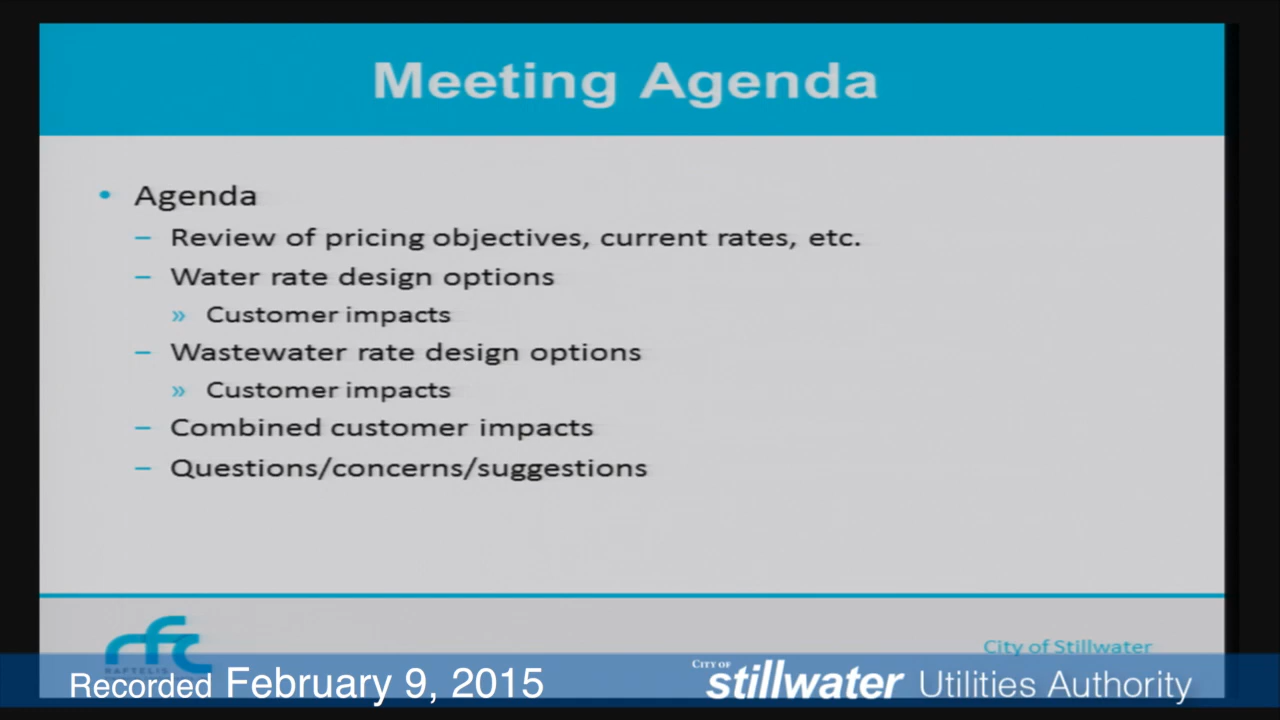 Meeting Agenda
• Agenda
– Review of pricing objectives, current rates, etc.
– Water rate design options
» Customer impacts
– Wastewater rate design options
» Customer impacts
– Combined customer impacts
– Questions/concerns/suggestions
rfc
RAFTELIS
City of Stillwater
Recorded February 9, 2015
CITY OF stillwater Utilities Authority